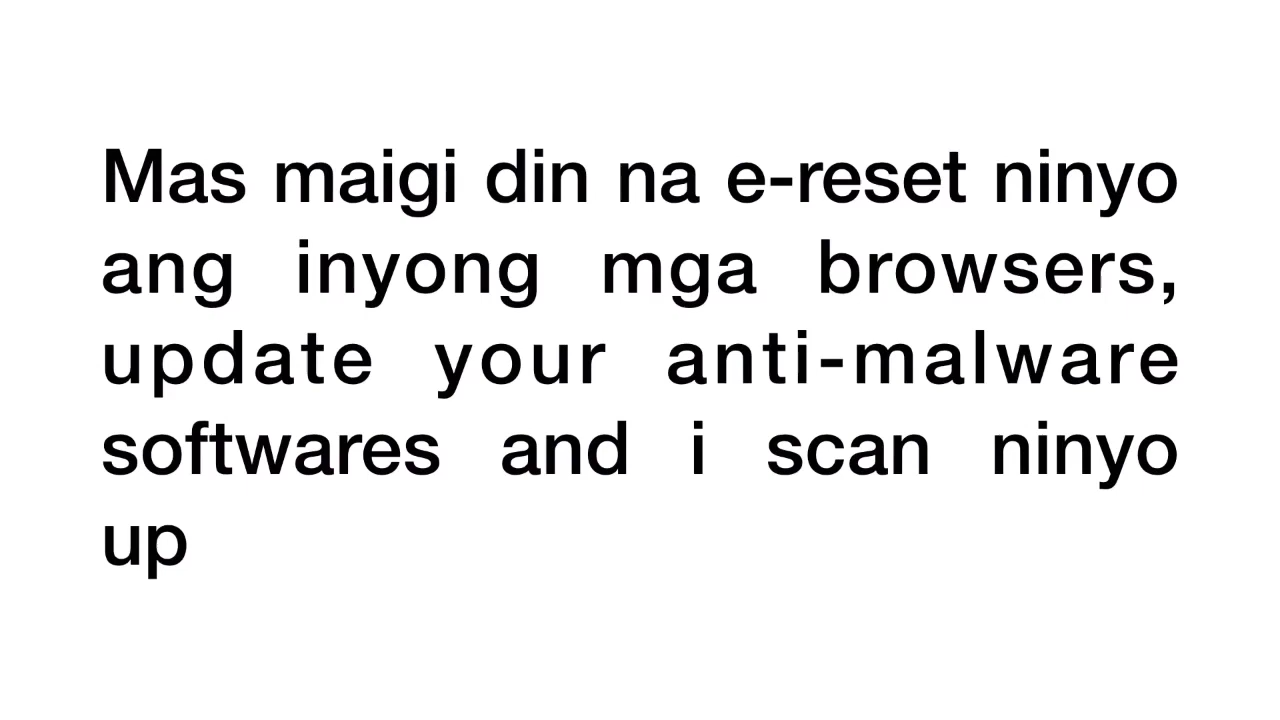 Mas maigi din na e-reset ninyo
ang inyong mga browsers,
update your anti-malware
softwares and i scan ninyo
up